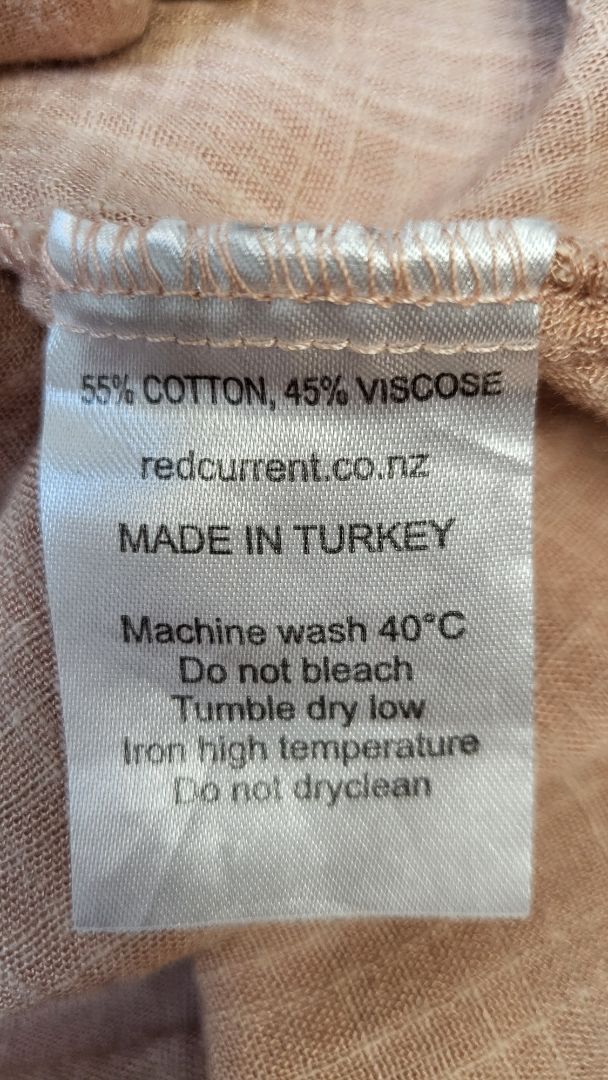 55% COTTON, 45% VISCOSE
redcurrent.co.nz
MADE IN TURKEY
Machine wash 40°C
Do not bleach
Tumble dry low
Iron high temperature
Do not dryclean